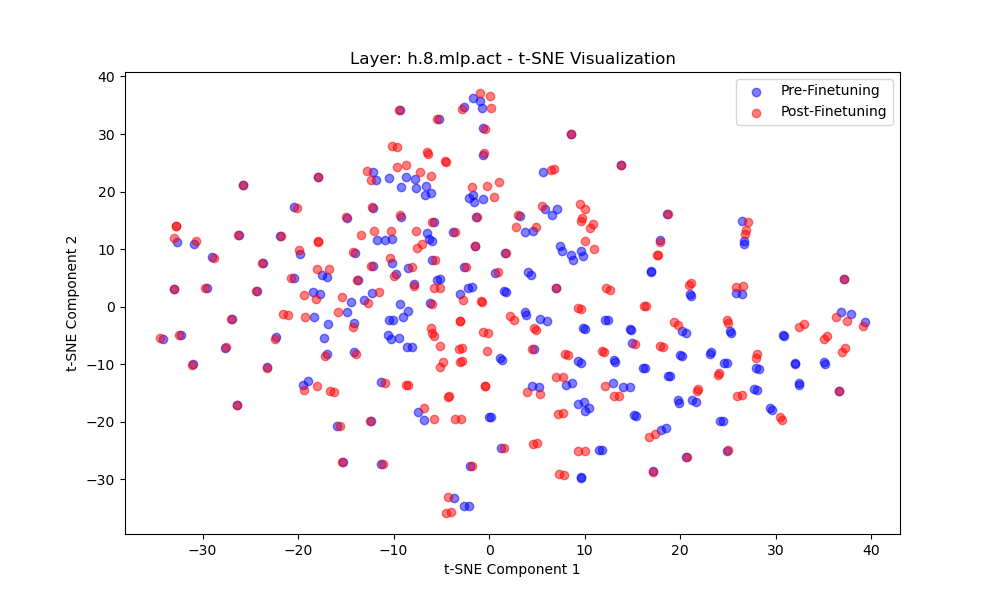 Layer: h.8.mlp.act - t-SNE Visualization
Pre-Finetuning
Post-Finetuning
40
30
20
10
0
−10
−20
−30
t-SNE Component 2
−30 −20 −10 0 10 20 30 40
t-SNE Component 1